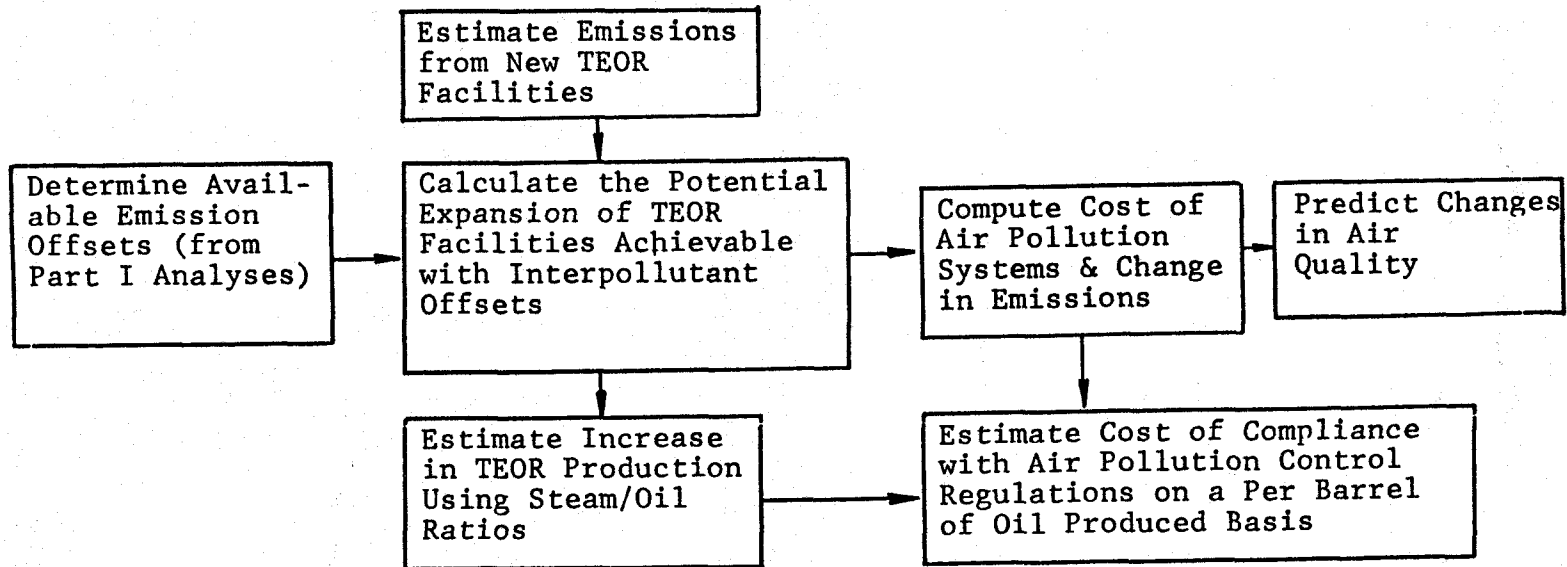 Estimate Emissions
from New TEOR
Facilities
Determine Avail-
able Emission
Offsets (from
Part I Analyses)
Calculate the Potential
Expansion of TEOR
Facilities Achievable
with Interpollutant
Offsets
Compute Cost of
Air Pollution
Systems & Change
in Emissions
Predict Changes
in Air
Quality
Estimate Increase
in TEOR Production
Using Steam/Oil
Ratios
Estimate Cost of Compliance
with Air Pollution Control
Regulations on a Per Barrel
of Oil Produced Basis